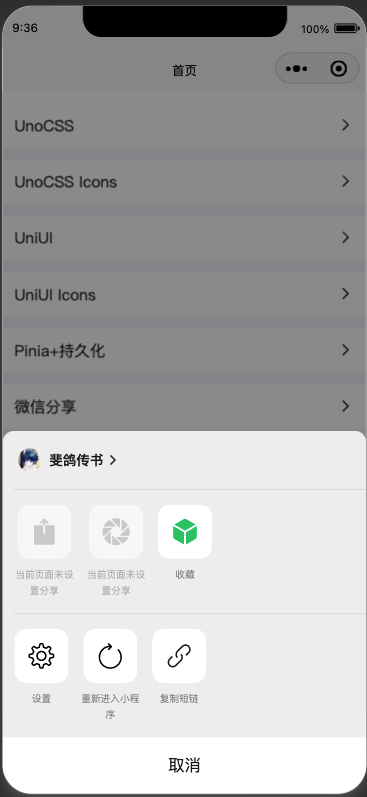 9:36
100%
首页
UnoCSS
UnoCSS Icons
UniUI
UniUI Icons
Pinia+持久化
微信分享
斐鸽传书
当前页面未设
置分享
当前页面未设
置分享
收藏
设置
重新进入小程
序
复制短链
取消